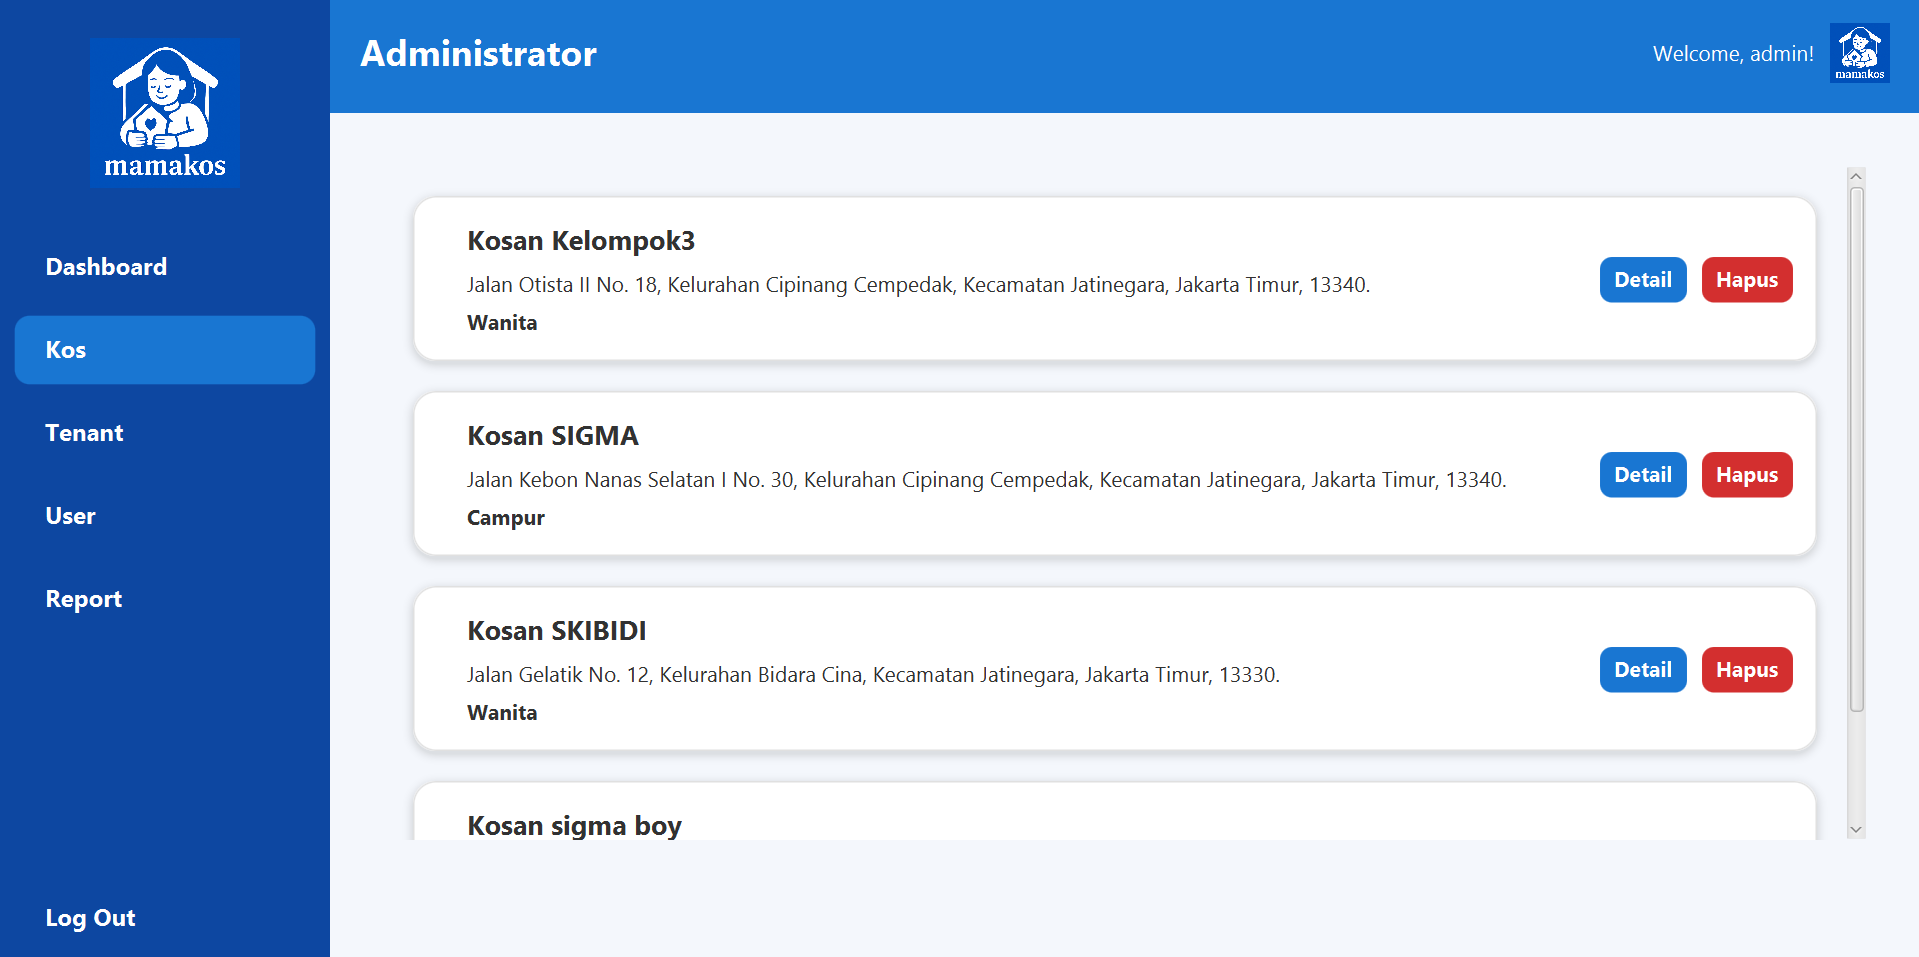 mamakos
Administrator
Welcome, admin!
mamakos
Dashboard
Kos
Tenant
User
Report
Log Out
Kosan Kelompok3
Jalan Otista II No. 18, Kelurahan Cipinang Cempedak, Kecamatan Jatinegara, Jakarta Timur, 13340.
Wanita
Detail
Hapus
Kosan SIGMA
Jalan Kebon Nanas Selatan I No. 30, Kelurahan Cipinang Cempedak, Kecamatan Jatinegara, Jakarta Timur, 13340.
Campur
Detail
Hapus
Kosan SKIBIDI
Jalan Gelatik No. 12, Kelurahan Bidara Cina, Kecamatan Jatinegara, Jakarta Timur, 13330.
Wanita
Detail
Hapus
Kosan sigma boy